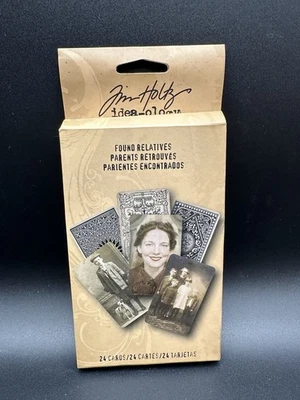 Tim Holtz
idea-ology
FOUND RELATIVES
PARENTS RETROUVÉS
PARIENTES ENCONTRADOS
24 CARDS/24 CARTES/24 TARJETAS